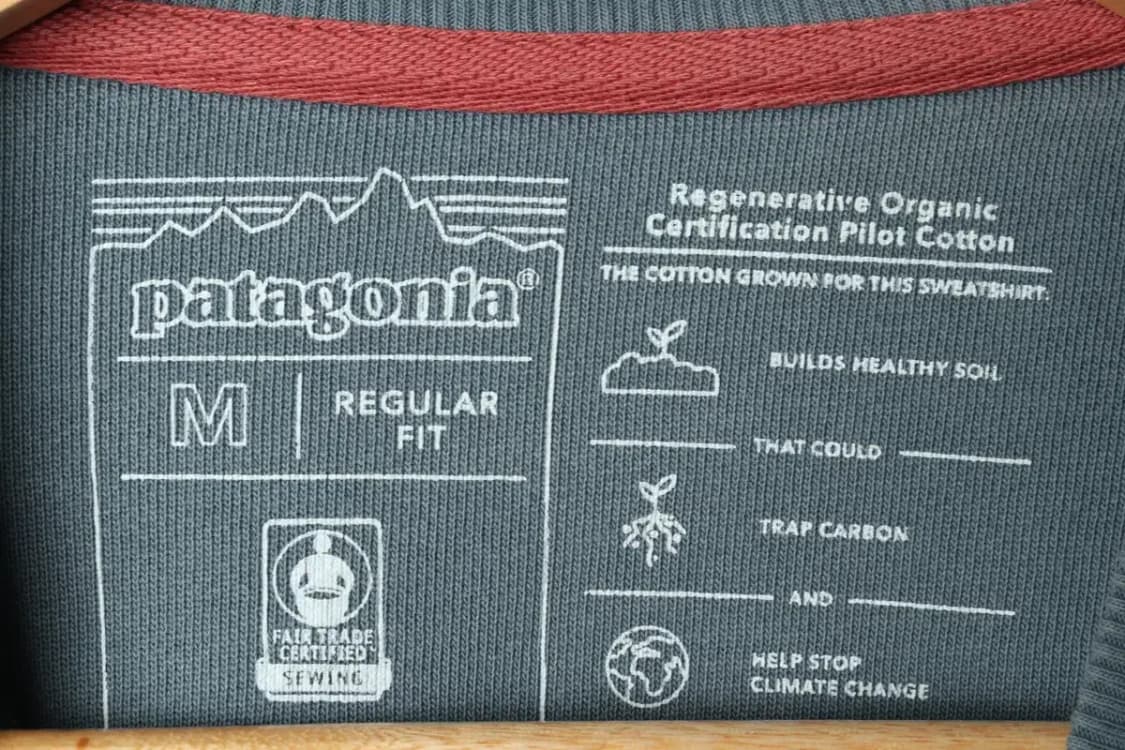 patagonia®
M
REGULAR
FIT
FAIR TRADE
CERTIFIED™
SEWING
Regenerative Organic
Certification Pilot Cotton
THE COTTON GROWN FOR THIS SWEATSHIRT:
BUILDS HEALTHY SOIL
THAT COULD
TRAP CARBON
AND
HELP STOP
CLIMATE CHANGE